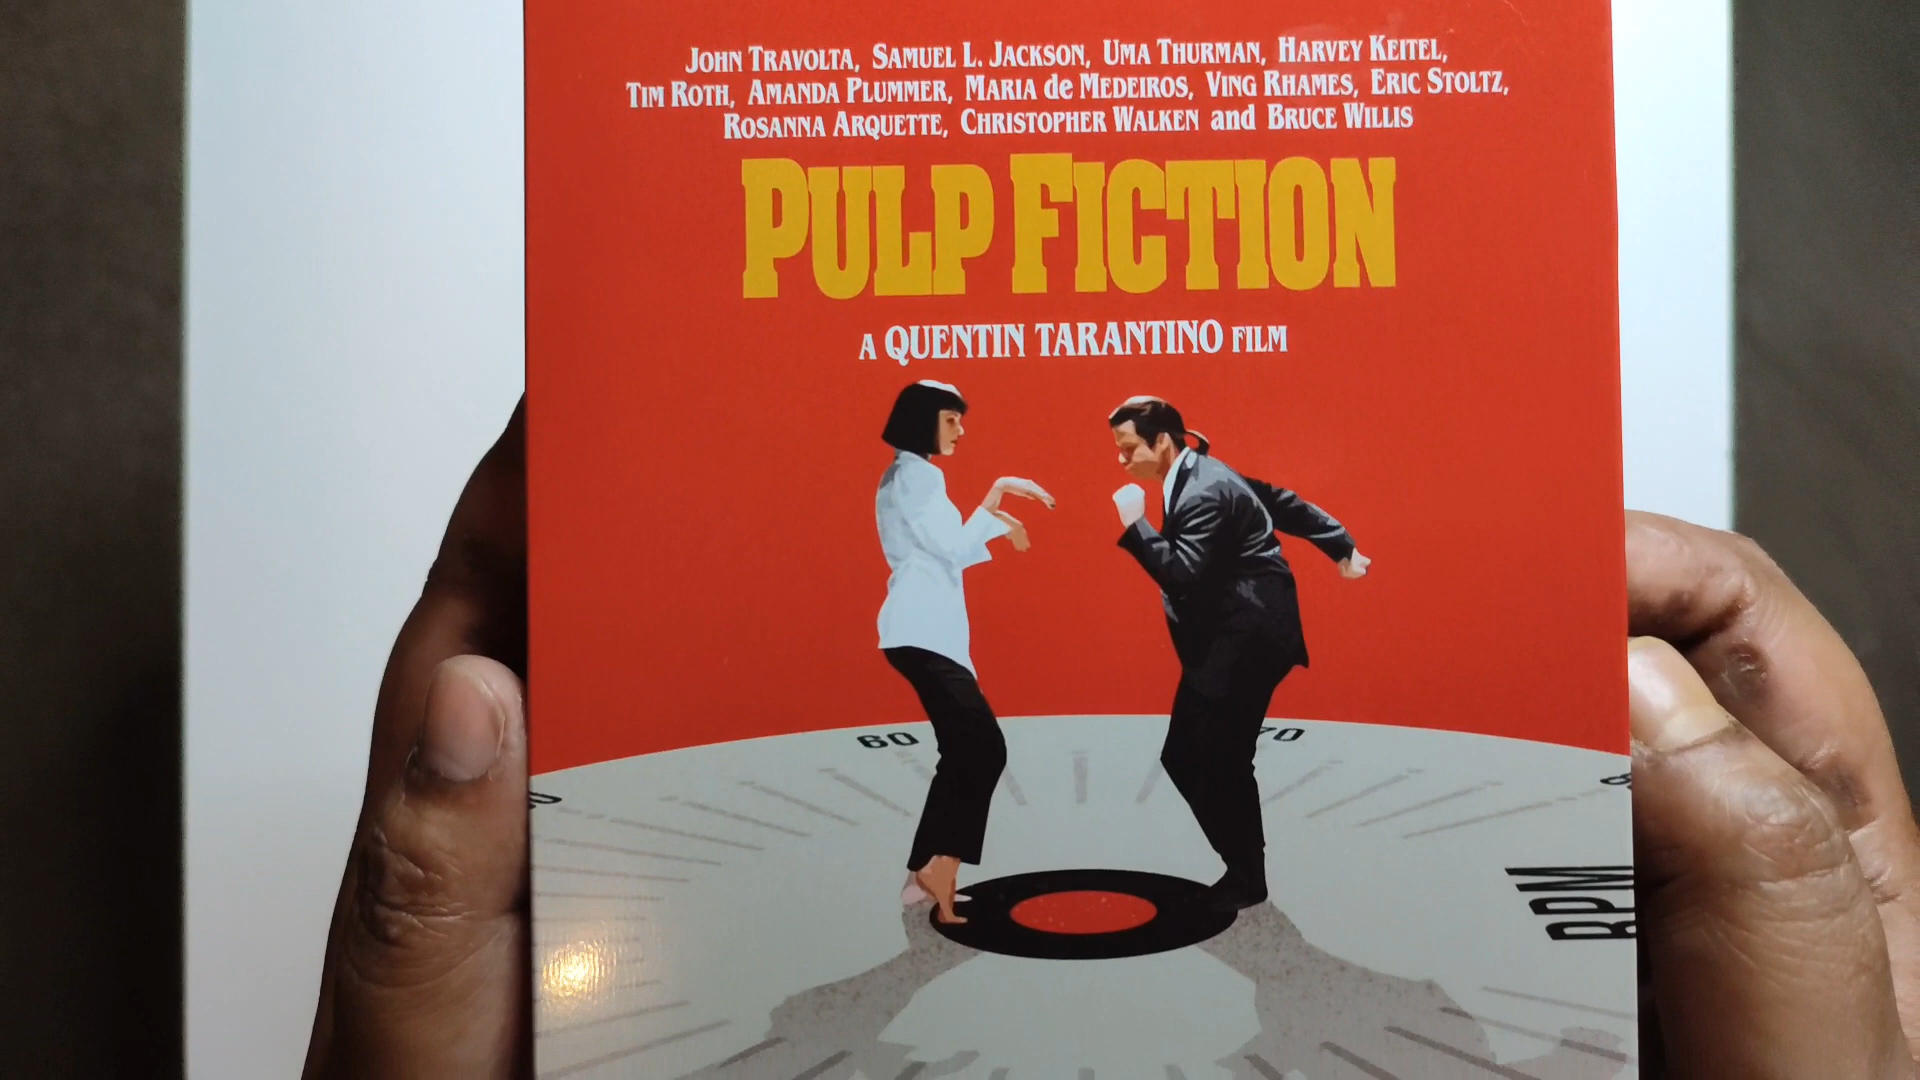 JOHN TRAVOLTA, SAMUEL L. JACKSON, UMA THURMAN, HARVEY KEITEL,
TIM ROTH, AMANDA PLUMMER, MARIA de MEDEIROS, VING RHAMES, ERIC STOLTZ,
ROSANNA ARQUETTE, CHRISTOPHER WALKEN and BRUCE WILLIS
PULP FICTION
A QUENTIN TARANTINO FILM
60 70
BPM